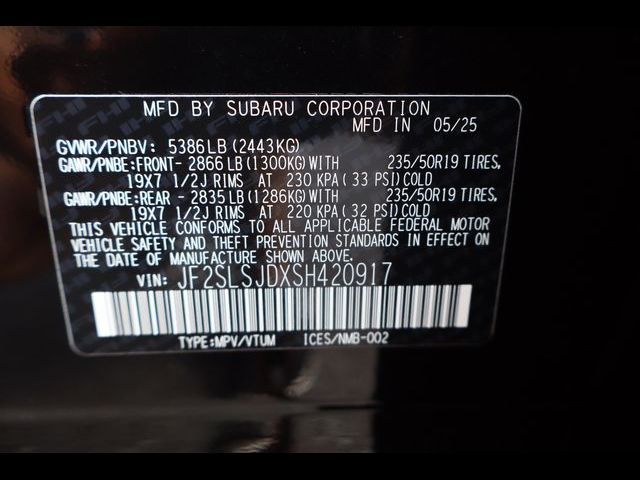 MFD BY SUBARU CORPORATION
MFD IN 05/25
GVWR/PNBV: 5386LB (2443KG)
GAWR/PNBE:FRONT- 2866LB (1300KG) WITH 235/50R19 TIRES,
19X7 1/2J RIMS AT 230 KPA( 33 PSI)COLD
GAWR/PNBE:REAR - 2835LB (1286KG) WITH 235/50R19 TIRES,
19X7 1/2J RIMS AT 220 KPA( 32 PSI)COLD
THIS VEHICLE CONFORMS TO ALL APPLICABLE FEDERAL MOTOR
VEHICLE SAFETY AND THEFT PREVENTION STANDARDS IN EFFECT ON
THE DATE OF MANUFACTURE SHOWN ABOVE.
VIN: JF2SLSJDXSH420917
TYPE:MPV/VTUM ICES/NMB-002